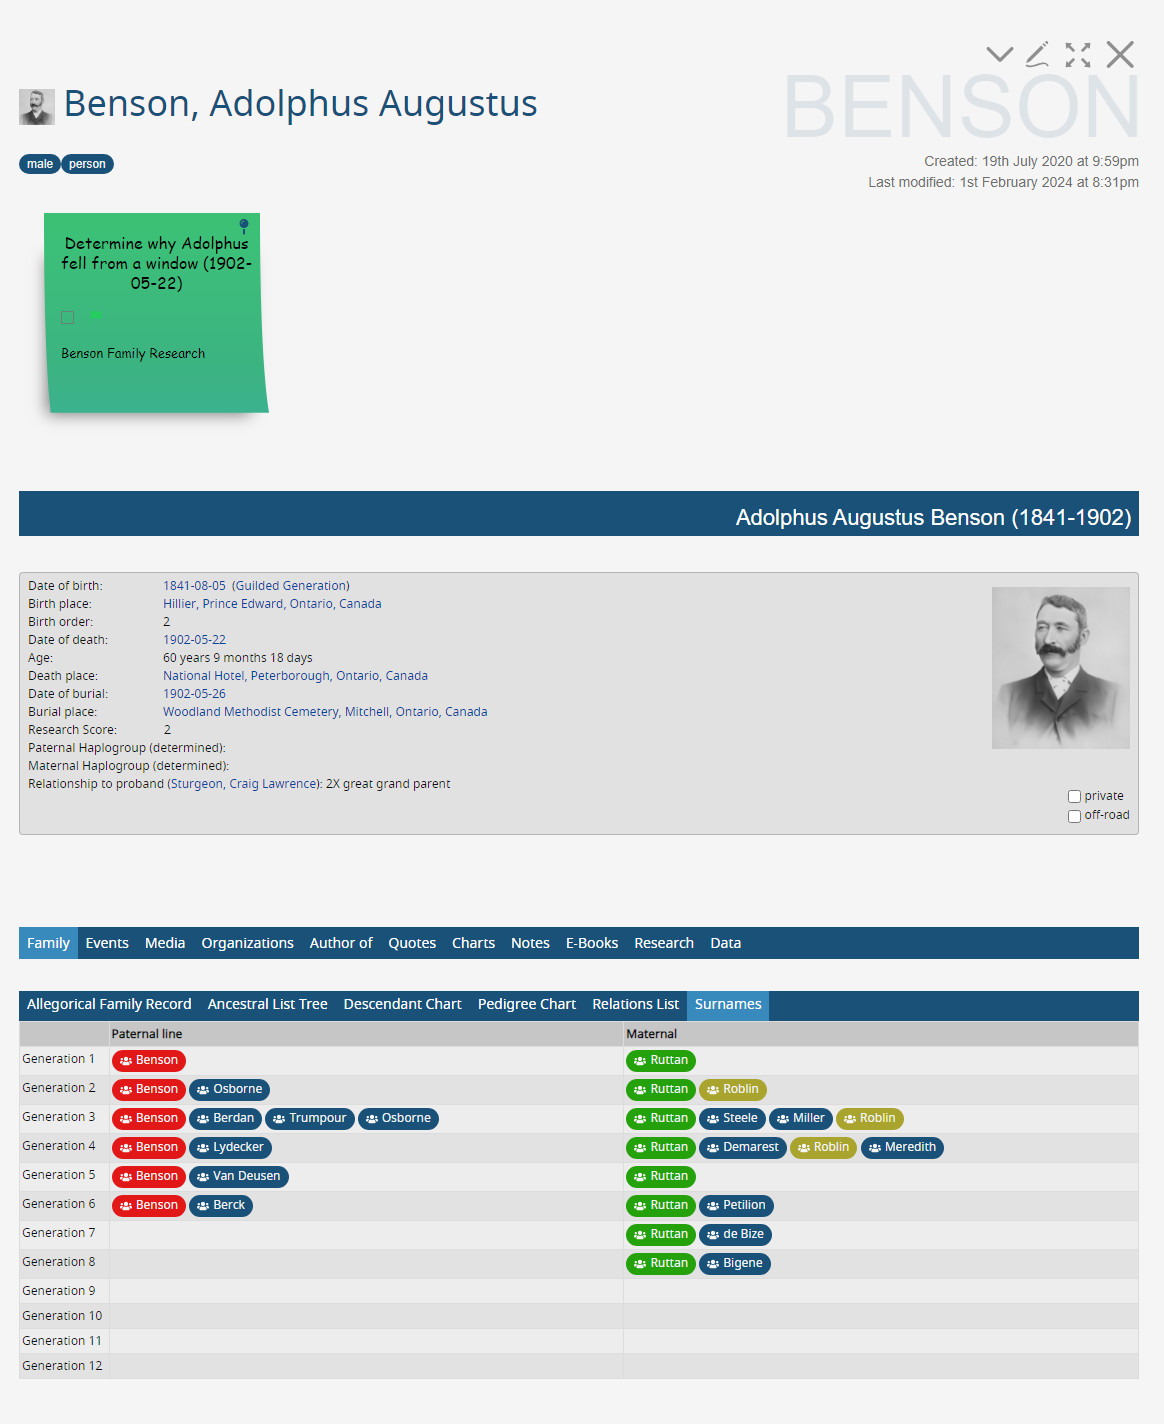 BENSON
Benson, Adolphus Augustus
male person
Created: 19th July 2020 at 9:59pm
Last modified: 1st February 2024 at 8:31pm
Determine why Adolphus
fell from a window (1902-
05-22)
Benson Family Research
Adolphus Augustus Benson (1841-1902)
Date of birth: 1841-08-05 (Guilded Generation)
Birth place: Hillier, Prince Edward, Ontario, Canada
Birth order: 2
Date of death: 1902-05-22
Age: 60 years 9 months 18 days
Death place: National Hotel, Peterborough, Ontario, Canada
Date of burial: 1902-05-26
Burial place: Woodland Methodist Cemetery, Mitchell, Ontario, Canada
Research Score: 2
Paternal Haplogroup (determined):
Maternal Haplogroup (determined):
Relationship to proband (Sturgeon, Craig Lawrence): 2X great grand parent
private
off-road
Family Events Media Organizations Author of Quotes Charts Notes E-Books Research Data
Allegorical Family Record Ancestral List Tree Descendant Chart Pedigree Chart Relations List Surnames
Paternal line Maternal
Generation 1 Benson Ruttan
Generation 2 Benson Osborne Ruttan Roblin
Generation 3 Benson Berdan Trumpour Osborne Ruttan Steele Miller Roblin
Generation 4 Benson Lydecker Ruttan Demarest Roblin Meredith
Generation 5 Benson Van Deusen Ruttan
Generation 6 Benson Berck Ruttan Petilion
Generation 7 Ruttan de Bize
Generation 8 Ruttan Bigene
Generation 9
Generation 10
Generation 11
Generation 12